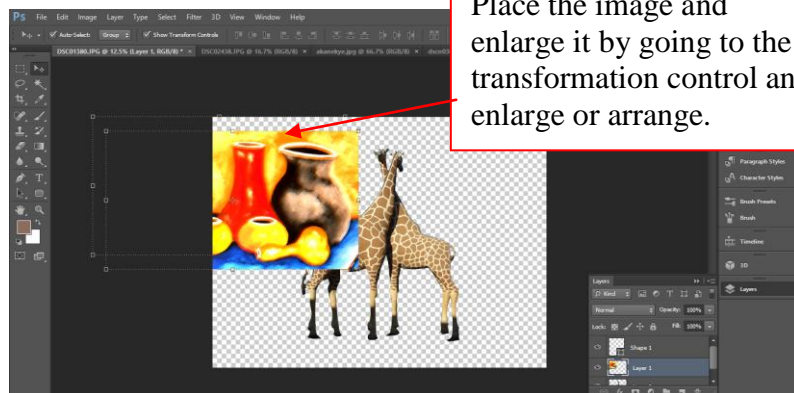 Ps File Edit Image Layer Type Select Filter 3D View Window Help
Auto-Select: Group Show Transform Controls
DSC01380.JPG @ 12.5% (Layer 1, RGB/8) * × DSC02438.JPG @ 16.7% (RGB/8) ×
Place the image and
enlarge it by going to the
transformation control an
enlarge or arrange.
Paragraph Styles
Character Styles
Brush Presets
Brush
Timeline
3D
Layers
Layers
Kind
Normal Opacity: 100%
Lock: Fill: 100%
Shape 1
Layer 1